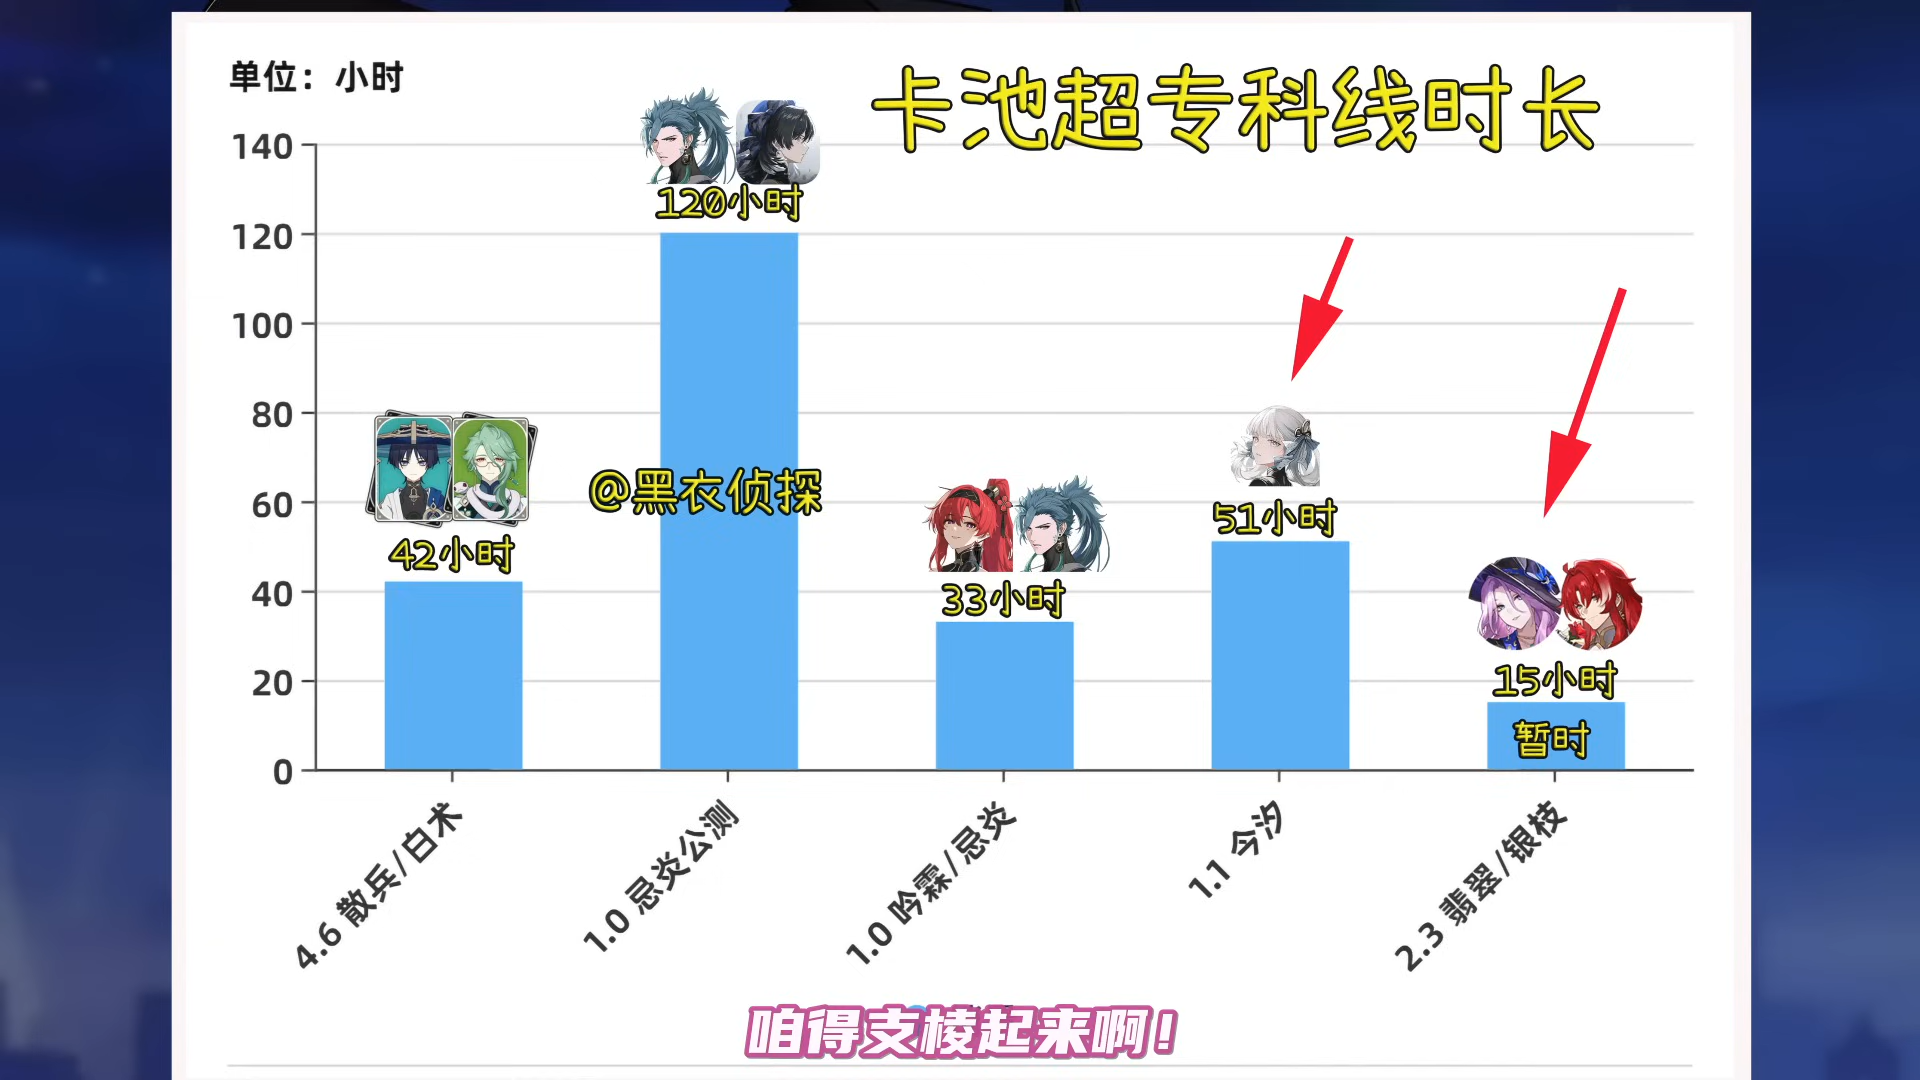 单位：小时
卡池超专科线时长
140
120
100
80
60
40
20
0
42小时
120小时
@黑衣侦探
33小时
51小时
15小时
暂时
4.6 散兵/白术
1.0 忌炎公测
1.0 吟霖/忌炎
1.1 今汐
2.3 翡翠/银枝
咱得支棱起来啊！